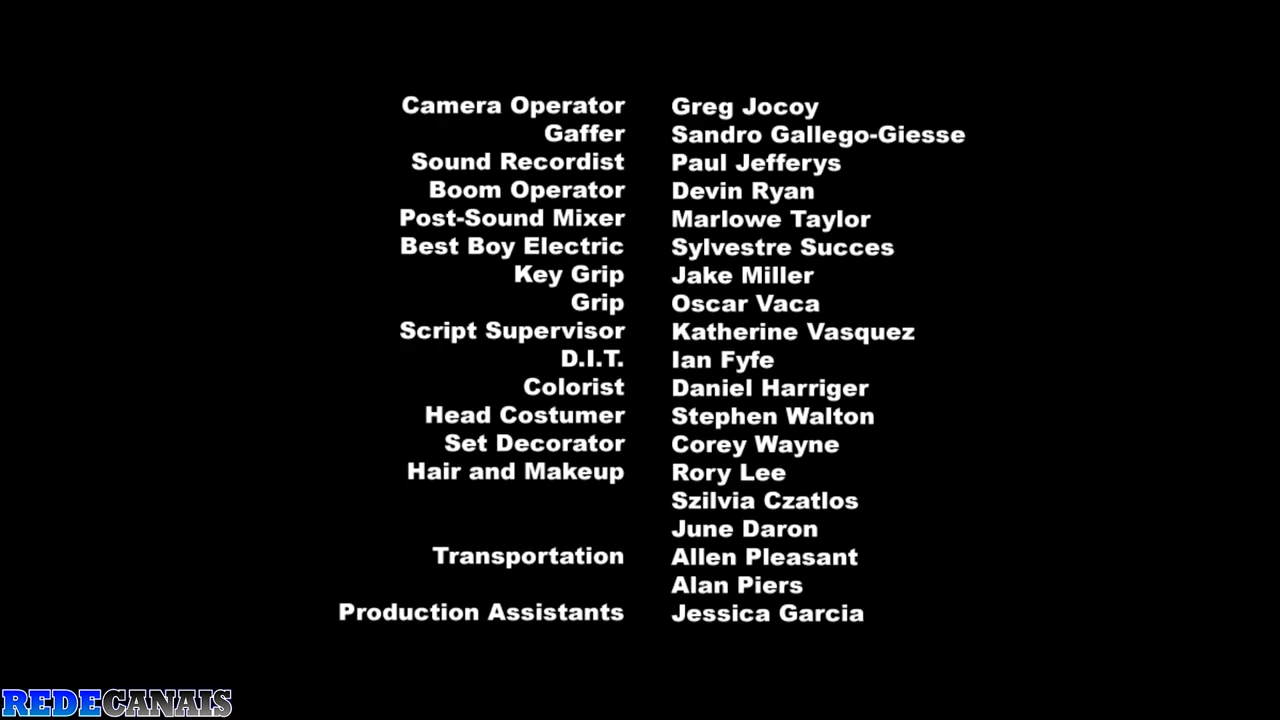 Camera Operator Greg Jocoy
Gaffer Sandro Gallego-Giesse
Sound Recordist Paul Jefferys
Boom Operator Devin Ryan
Post-Sound Mixer Marlowe Taylor
Best Boy Electric Sylvestre Succes
Key Grip Jake Miller
Grip Oscar Vaca
Script Supervisor Katherine Vasquez
D.I.T. Ian Fyfe
Colorist Daniel Harriger
Head Costumer Stephen Walton
Set Decorator Corey Wayne
Hair and Makeup Rory Lee
Szilvia Czatlos
June Daron
Transportation Allen Pleasant
Alan Piers
Production Assistants Jessica Garcia
REDECANAIS